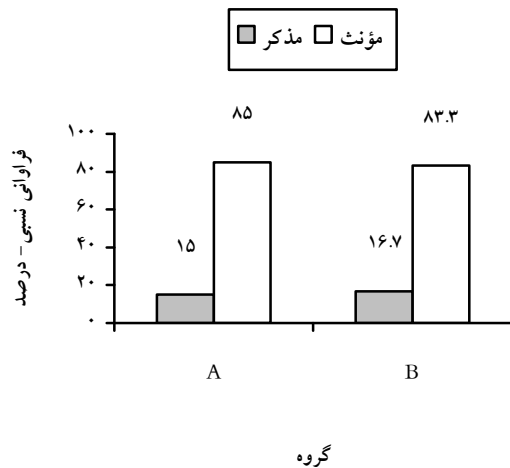 مذکر مؤنث
۸۵
۸۳.۳
فراوانی نسبی - درصد
۱۰۰
۸۰
۶۰
۴۰
۲۰
۰
۱۵
۱۶.۷
A
B
گروه